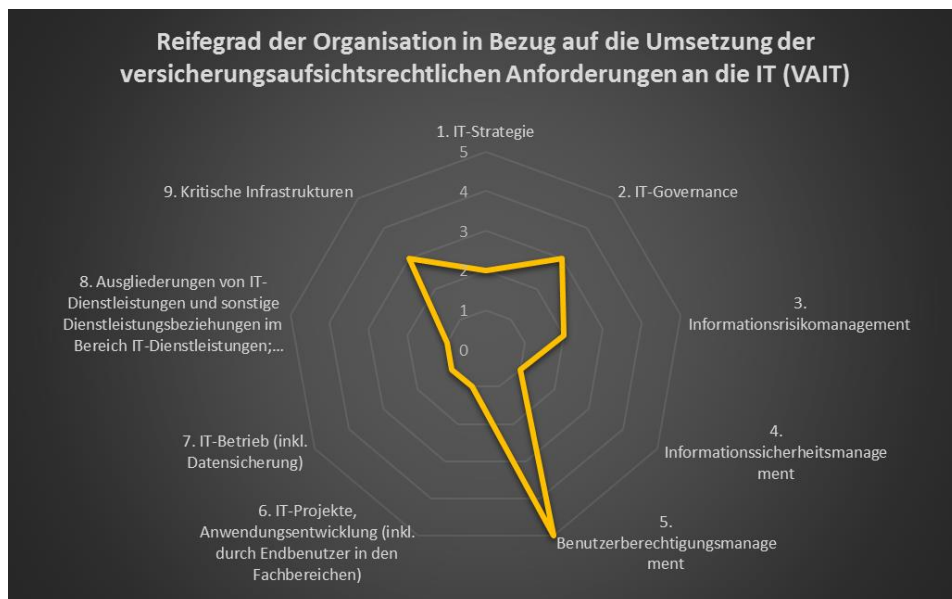 Reifegrad der Organisation in Bezug auf die Umsetzung der
versicherungsaufsichtsrechtlichen Anforderungen an die IT (VAIT)
1. IT-Strategie
5
4
3
2
1
0
2. IT-Governance
3.
Informationsrisikomanagement
4.
Informationssicherheitsmanage
ment
5.
Benutzerberechtigungsmanage
ment
6. IT-Projekte,
Anwendungsentwicklung (inkl.
durch Endbenutzer in den
Fachbereichen)
7. IT-Betrieb (inkl.
Datensicherung)
8. Ausgliederungen von IT-
Dienstleistungen und sonstige
Dienstleistungsbeziehungen im
Bereich IT-Dienstleistungen;...
9. Kritische Infrastrukturen